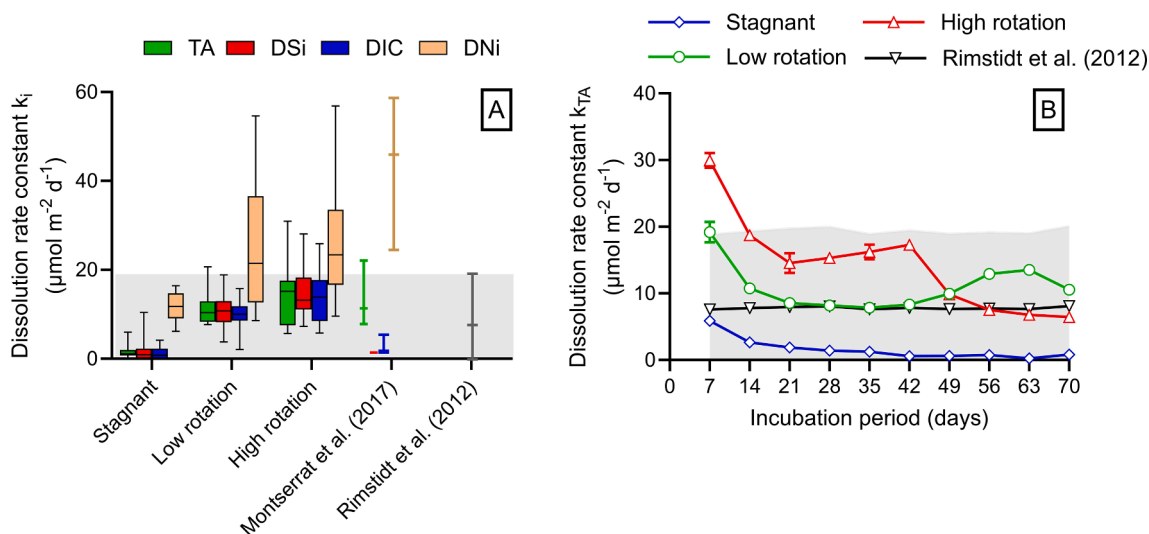 TA DSi DIC DNi
A
Dissolution rate constant ki
(µmol m-2 d-1)
60
40
20
0
Stagnant
Low rotation
High rotation
Montserrat et al. (2017)
Rimstidt et al. (2012)
Stagnant High rotation
Low rotation Rimstidt et al. (2012)
B
Dissolution rate constant kTA
(µmol m-2 d-1)
40
30
20
10
0
0 7 14 21 28 35 42 49 56 63 70
Incubation period (days)